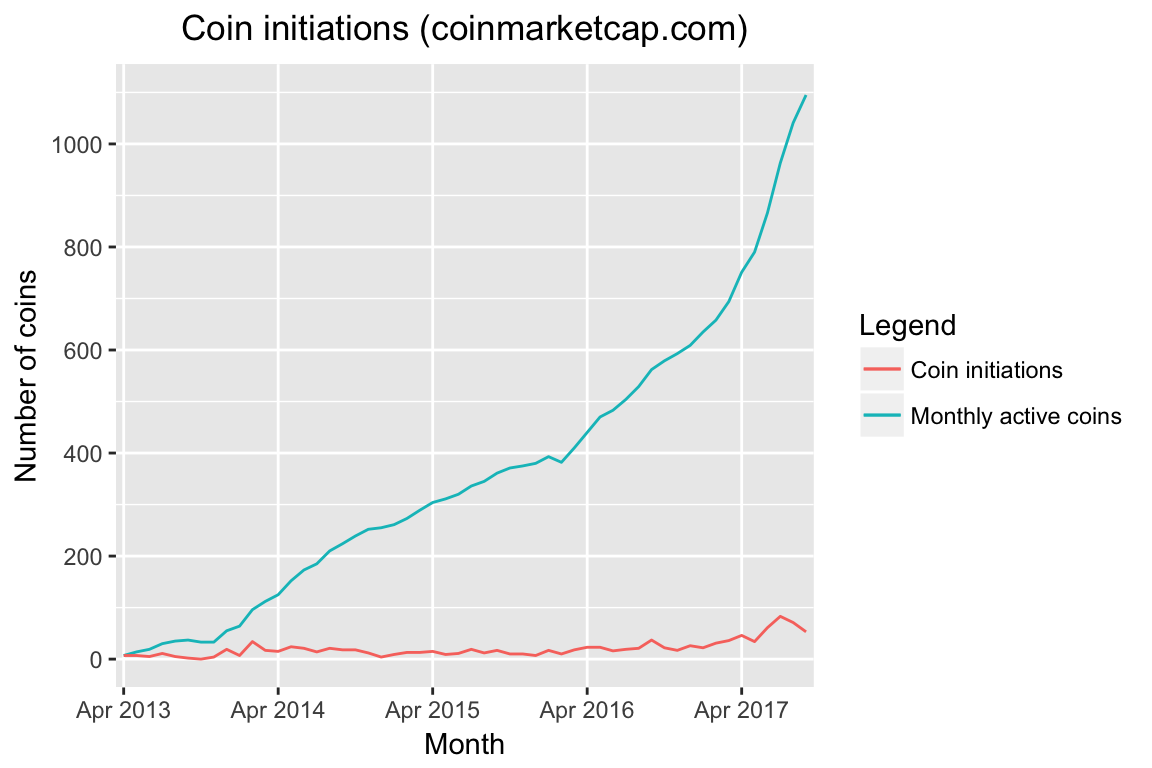 Coin initiations (coinmarketcap.com)
Number of coins
1000
800
600
400
200
0
Apr 2013 Apr 2014 Apr 2015 Apr 2016 Apr 2017
Month
Legend
Coin initiations
Monthly active coins